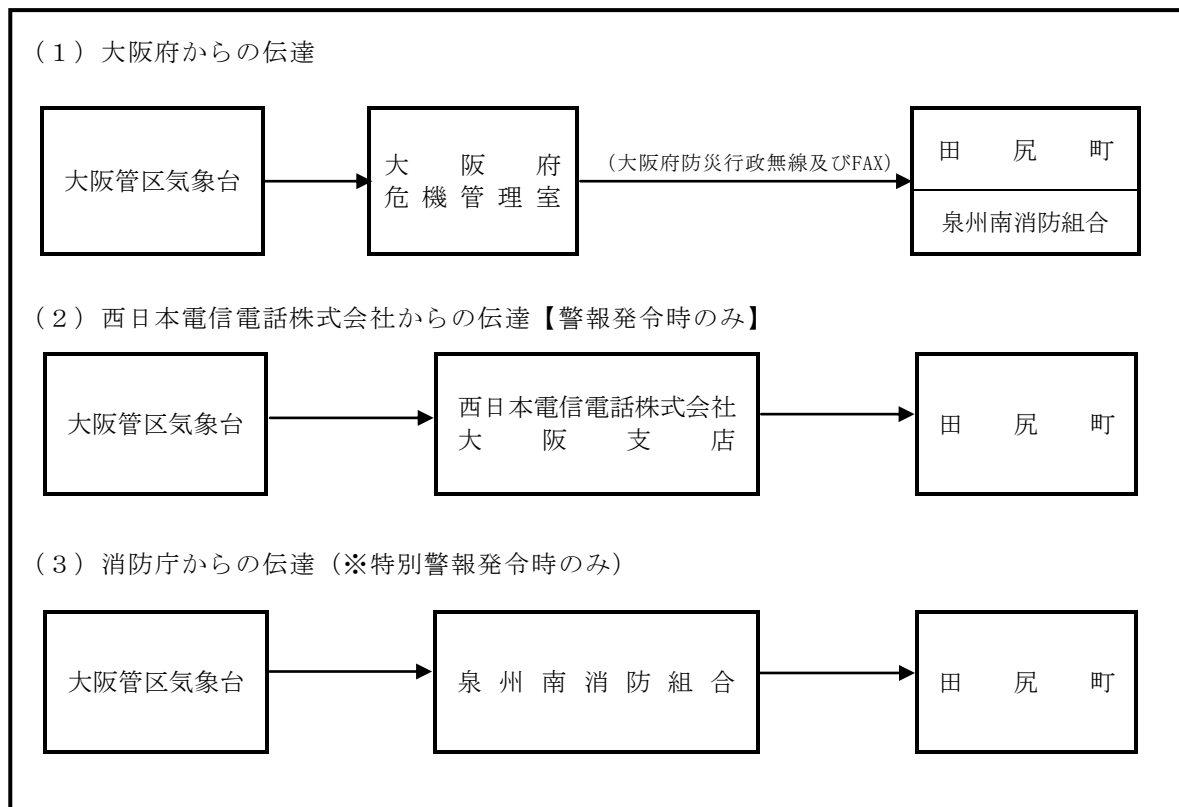 （１）大阪府からの伝達
大阪管区気象台
大阪府
危機管理室
（大阪府防災行政無線及びFAX）
田尻町
泉州南消防組合
（２）西日本電信電話株式会社からの伝達【警報発令時のみ】
大阪管区気象台
西日本電信電話株式会社
大阪支店
田尻町
（３）消防庁からの伝達（※特別警報発令時のみ）
大阪管区気象台
泉州南消防組合
田尻町